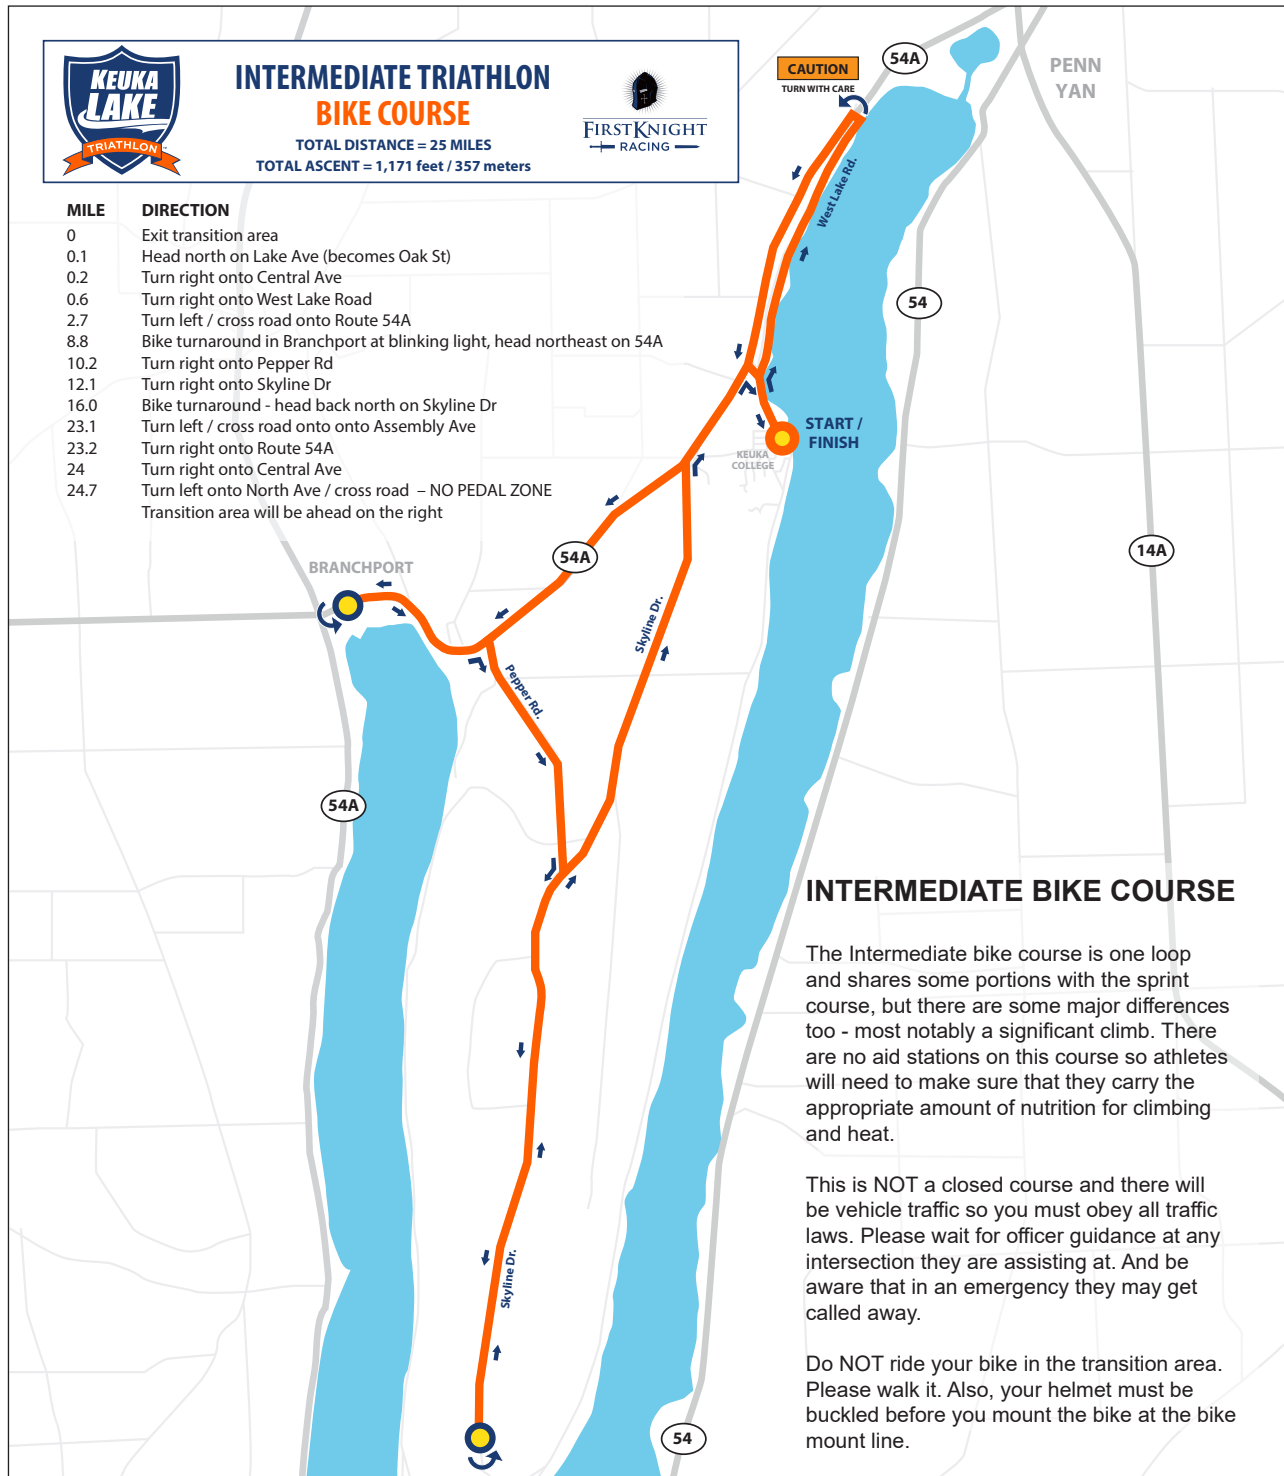 KEUKA
LAKE
TRIATHLON
INTERMEDIATE TRIATHLON
BIKE COURSE
TOTAL DISTANCE = 25 MILES
TOTAL ASCENT = 1,171 feet / 357 meters
FIRSTKNIGHT
RACING
MILE DIRECTION
0 Exit transition area
0.1 Head north on Lake Ave (becomes Oak St)
0.2 Turn right onto Central Ave
0.6 Turn right onto West Lake Road
2.7 Turn left / cross road onto Route 54A
8.8 Bike turnaround in Branchport at blinking light, head northeast on 54A
10.2 Turn right onto Pepper Rd
12.1 Turn right onto Skyline Dr
16.0 Bike turnaround - head back north on Skyline Dr
23.1 Turn left / cross road onto onto Assembly Ave
23.2 Turn right onto Route 54A
24 Turn right onto Central Ave
24.7 Turn left onto North Ave / cross road – NO PEDAL ZONE
Transition area will be ahead on the right
CAUTION
TURN WITH CARE
54A
PENN
YAN
West Lake Rd.
54
START /
FINISH
KEUKA
COLLEGE
54A
14A
BRANCHPORT
Skyline Dr.
Pepper Rd.
54A
Skyline Dr.
54
INTERMEDIATE BIKE COURSE
The Intermediate bike course is one loop
and shares some portions with the sprint
course, but there are some major differences
too - most notably a significant climb. There
are no aid stations on this course so athletes
will need to make sure that they carry the
appropriate amount of nutrition for climbing
and heat.
This is NOT a closed course and there will
be vehicle traffic so you must obey all traffic
laws. Please wait for officer guidance at any
intersection they are assisting at. And be
aware that in an emergency they may get
called away.
Do NOT ride your bike in the transition area.
Please walk it. Also, your helmet must be
buckled before you mount the bike at the bike
mount line.